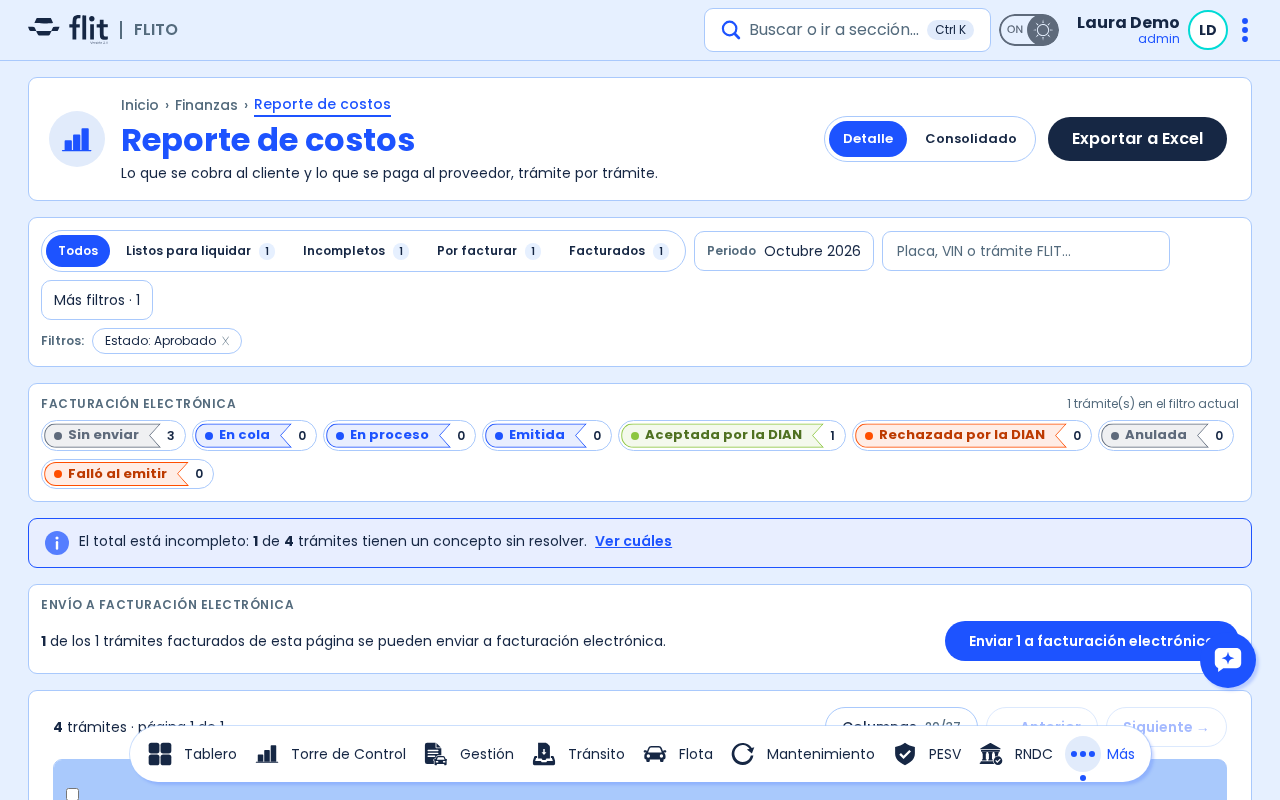 flit
FLITO
Buscar o ir a sección...
Ctrl K
ON
Laura Demo
admin
LD
Inicio › Finanzas › Reporte de costos
Reporte de costos
Lo que se cobra al cliente y lo que se paga al proveedor, trámite por trámite.
Detalle
Consolidado
Exportar a Excel
Todos
Listos para liquidar 1
Incompletos 1
Por facturar 1
Facturados 1
Periodo Octubre 2026
Placa, VIN o trámite FLIT...
Más filtros · 1
Filtros: Estado: Aprobado X
FACTURACIÓN ELECTRÓNICA
1 trámite(s) en el filtro actual
Sin enviar 3
En cola 0
En proceso 0
Emitida 0
Aceptada por la DIAN 1
Rechazada por la DIAN 0
Anulada 0
Falló al emitir 0
El total está incompleto: 1 de 4 trámites tienen un concepto sin resolver. Ver cuáles
ENVÍO A FACTURACIÓN ELECTRÓNICA
1 de los 1 trámites facturados de esta página se pueden enviar a facturación electrónica.
Enviar 1 a facturación electrónica
4 trámites · página 1 de 1
Columnas
Anterior
Siguiente →
Tablero
Torre de Control
Gestión
Tránsito
Flota
Mantenimiento
PESV
RNDC
Más